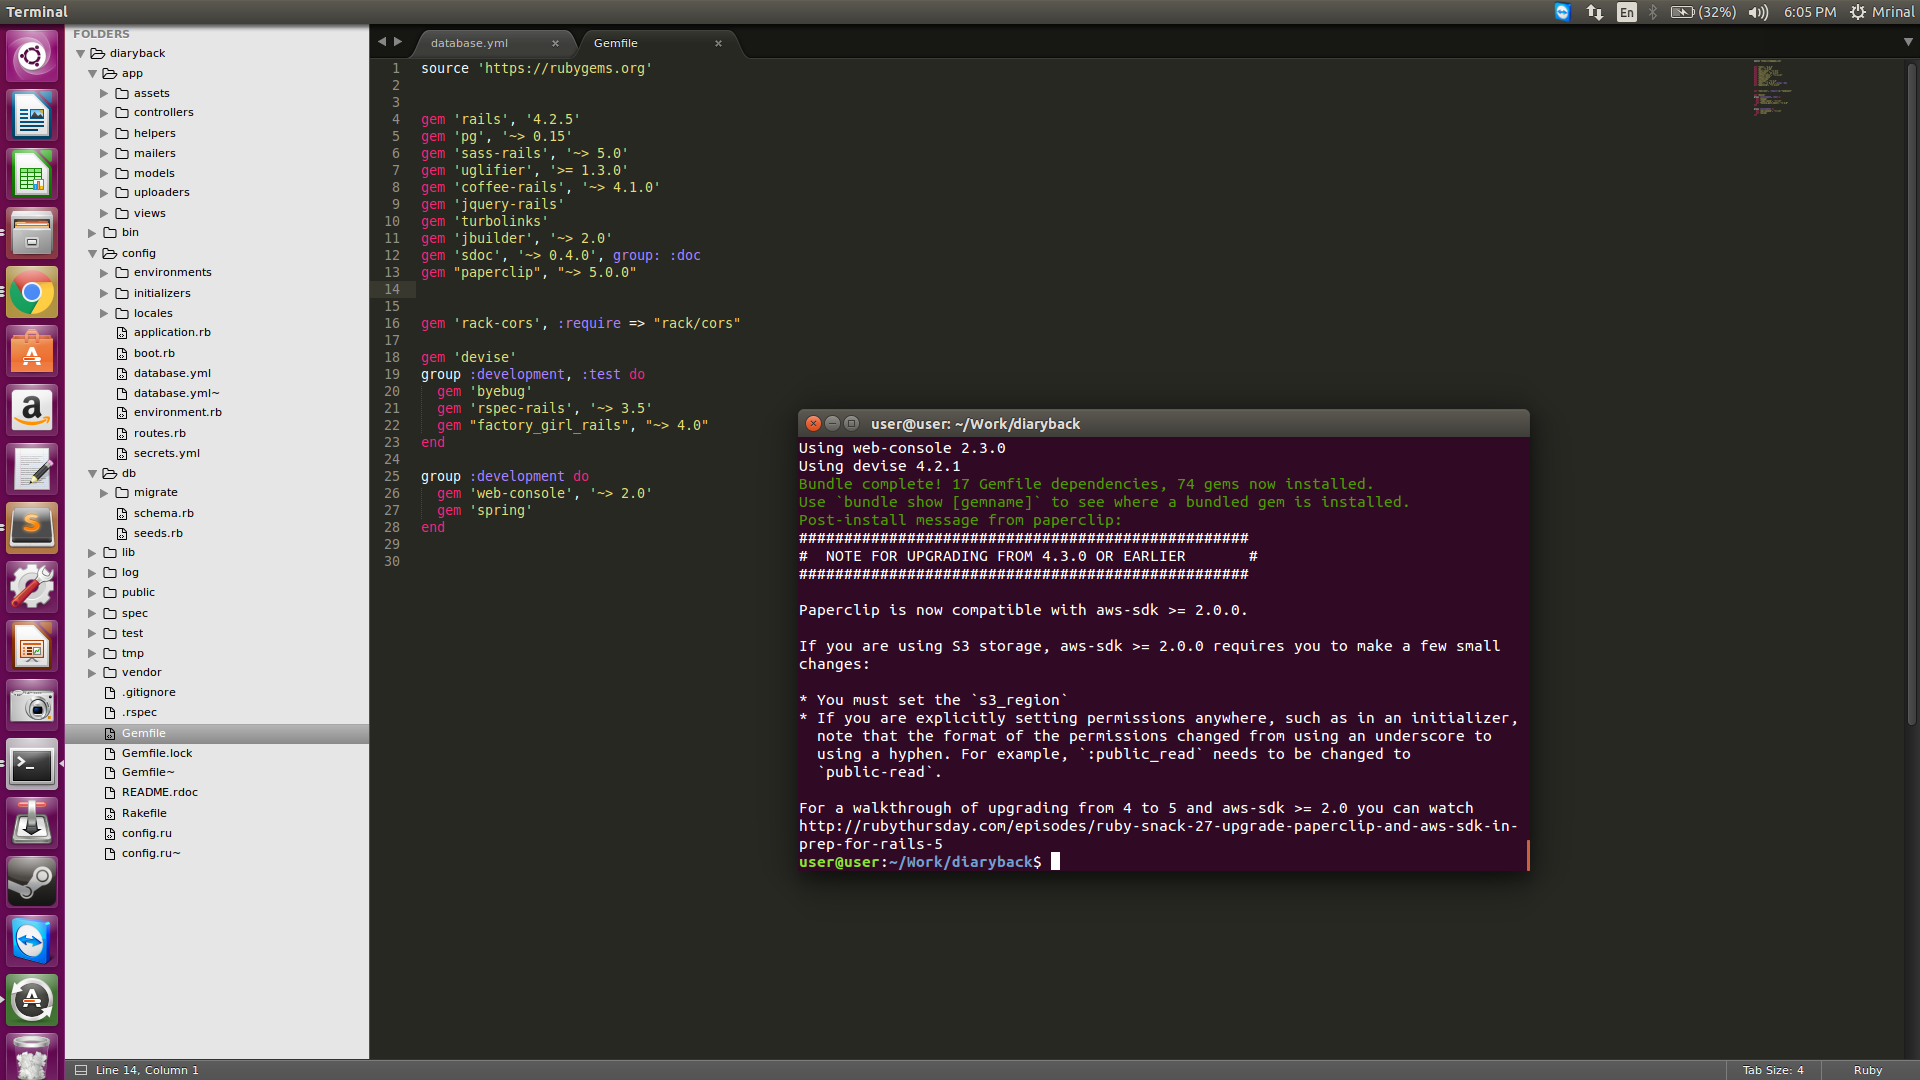 Terminal
En
(32%)
6:05 PM
Mrinal
FOLDERS
diaryback
app
assets
controllers
helpers
mailers
models
uploaders
views
bin
config
environments
initializers
locales
application.rb
boot.rb
database.yml
database.yml~
environment.rb
routes.rb
secrets.yml
db
migrate
schema.rb
seeds.rb
lib
log
public
spec
test
tmp
vendor
.gitignore
.rspec
Gemfile
Gemfile.lock
Gemfile~
README.rdoc
Rakefile
config.ru
config.ru~
database.yml
Gemfile
1 source 'https://rubygems.org'
2
3
4 gem 'rails', '4.2.5'
5 gem 'pg', '~> 0.15'
6 gem 'sass-rails', '~> 5.0'
7 gem 'uglifier', '>= 1.3.0'
8 gem 'coffee-rails', '~> 4.1.0'
9 gem 'jquery-rails'
10 gem 'turbolinks'
11 gem 'jbuilder', '~> 2.0'
12 gem 'sdoc', '~> 0.4.0', group: :doc
13 gem "paperclip", "~> 5.0.0"
14
15
16 gem 'rack-cors', :require => "rack/cors"
17
18 gem 'devise'
19 group :development, :test do
20 gem 'byebug'
21 gem 'rspec-rails', '~> 3.5'
22 gem "factory_girl_rails", "~> 4.0"
23 end
24
25 group :development do
26 gem 'web-console', '~> 2.0'
27 gem 'spring'
28 end
29
30
user@user: ~/Work/diaryback
Using web-console 2.3.0
Using devise 4.2.1
Bundle complete! 17 Gemfile dependencies, 74 gems now installed.
Use `bundle show [gemname]` to see where a bundled gem is installed.
Post-install message from paperclip:
##################################################
#  NOTE FOR UPGRADING FROM 4.3.0 OR EARLIER       #
##################################################
Paperclip is now compatible with aws-sdk >= 2.0.0.
If you are using S3 storage, aws-sdk >= 2.0.0 requires you to make a few small
changes:
* You must set the `s3_region`
* If you are explicitly setting permissions anywhere, such as in an initializer,
note that the format of the permissions changed from using an underscore to
using a hyphen. For example, `:public_read` needs to be changed to
`public-read`.
For a walkthrough of upgrading from 4 to 5 and aws-sdk >= 2.0 you can watch
http://rubythursday.com/episodes/ruby-snack-27-upgrade-paperclip-and-aws-sdk-in-
prep-for-rails-5
user@user:~/Work/diaryback$
Line 14, Column 1
Tab Size: 4
Ruby